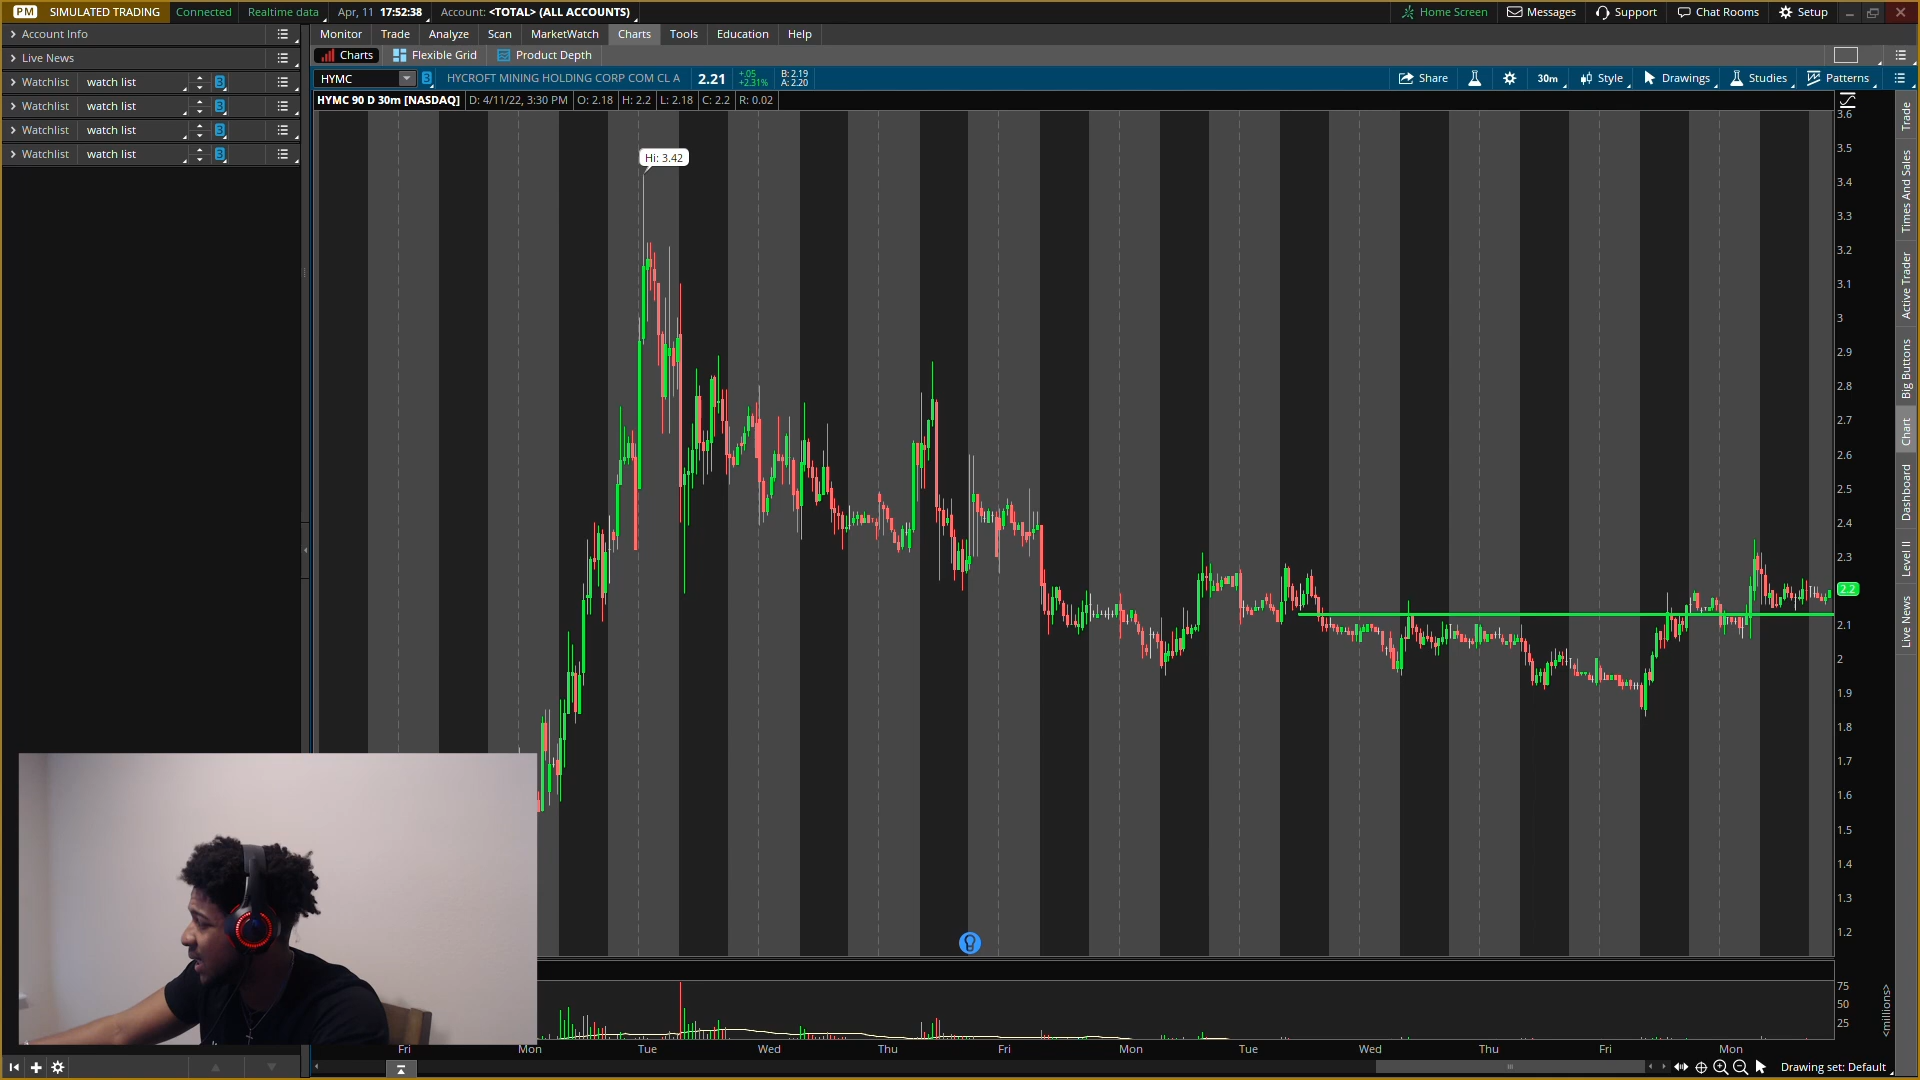 PM SIMULATED TRADING Connected Realtime data Apr, 11 17:52:38 Account: <TOTAL> (ALL ACCOUNTS) Home Screen Messages Support Chat Rooms Setup
Account Info
Live News
Watchlist watch list 3
Watchlist watch list 3
Watchlist watch list 3
Watchlist watch list 3
Monitor Trade Analyze Scan MarketWatch Charts Tools Education Help
Charts Flexible Grid Product Depth
HYMC 3 HYCROFT MINING HOLDING CORP COM CL A 2.21 +.05 +2.31% B: 2.19 A: 2.20 Share 30m Style Drawings Studies Patterns
HYMC 90 D 30m [NASDAQ] D: 4/11/22, 3:30 PM O: 2.18 H: 2.2 L: 2.18 C: 2.2 R: 0.02
Hi: 3.42
3.6
3.5
3.4
3.3
3.2
3.1
3
2.9
2.8
2.7
2.6
2.5
2.4
2.3
2.2
2.1
2
1.9
1.8
1.7
1.6
1.5
1.4
1.3
1.2
75
50
25
<millions>
Fri Mon Tue Wed Thu Fri Mon Tue Wed Thu Fri Mon
Drawing set: Default
Trade
Times And Sales
Active Trader
Big Buttons
Chart
Dashboard
Level II
Live News